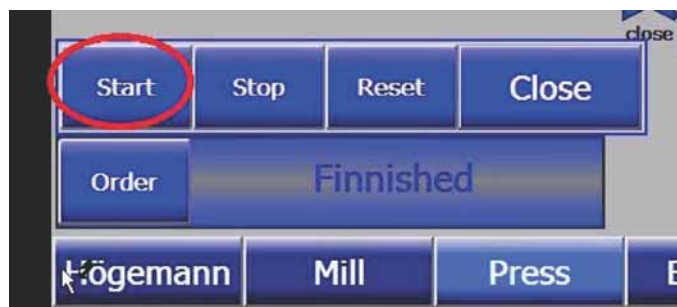 close
Start Stop Reset Close
Order Finnished
Högemann Mill Press